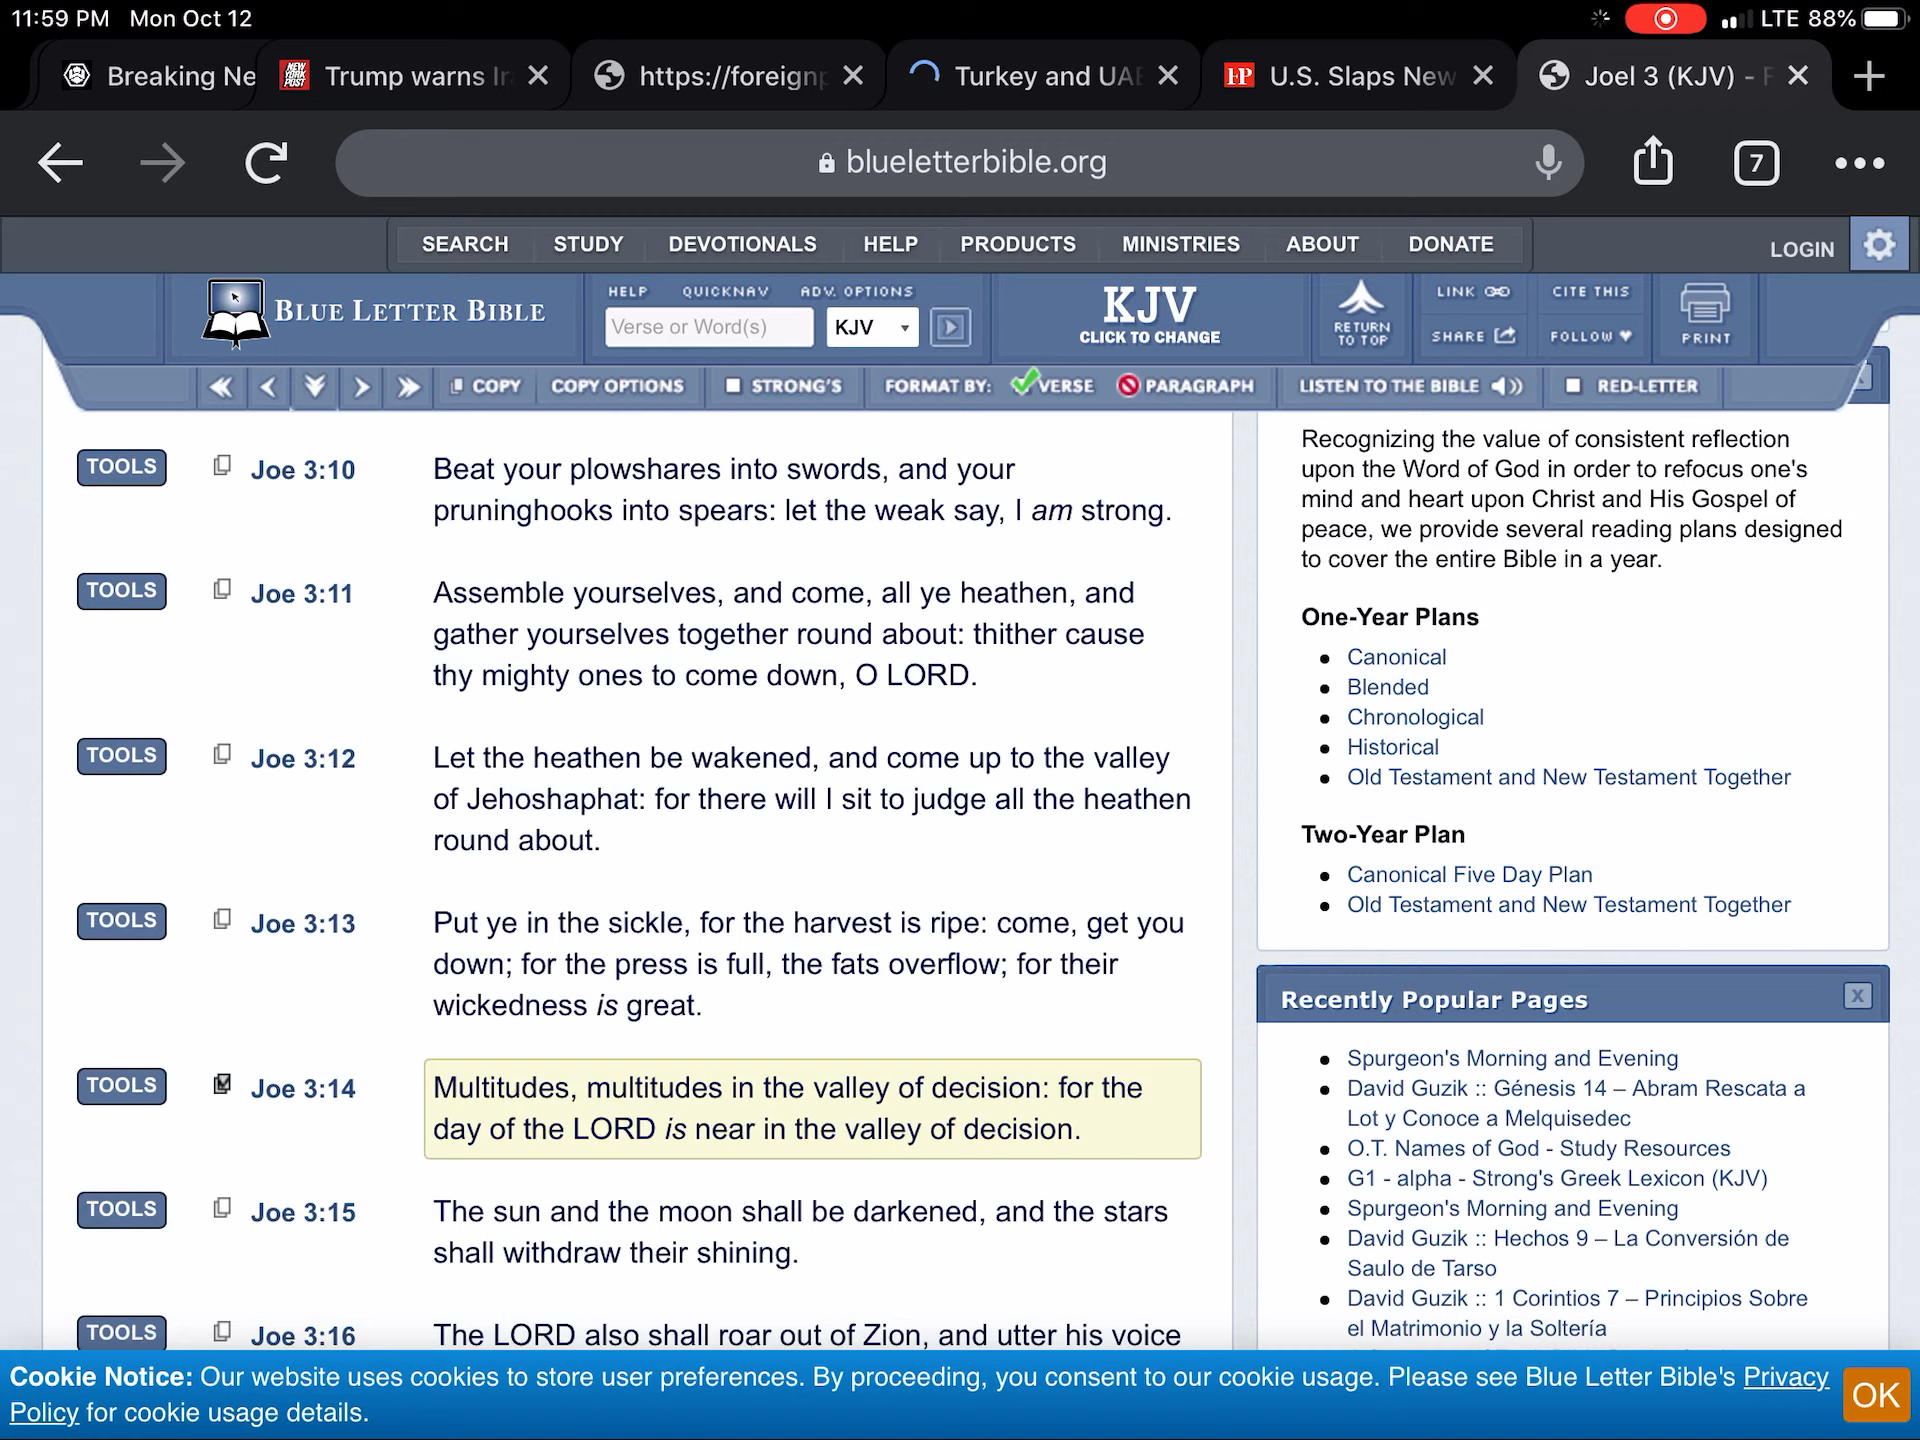 11:59 PM Mon Oct 12
LTE 88%
Breaking Ne
Trump warns Ir
https://foreignp
Turkey and UAE
U.S. Slaps New
Joel 3 (KJV) - F
blueletterbible.org
7
SEARCH STUDY DEVOTIONALS HELP PRODUCTS MINISTRIES ABOUT DONATE
LOGIN
BLUE LETTER BIBLE
HELP QUICKNAV ADV. OPTIONS
Verse or Word(s)
KJV
KJV
CLICK TO CHANGE
RETURN
TO TOP
LINK
SHARE
CITE THIS
FOLLOW
PRINT
COPY COPY OPTIONS STRONG'S FORMAT BY: VERSE PARAGRAPH LISTEN TO THE BIBLE RED-LETTER
TOOLS Joe 3:10 Beat your plowshares into swords, and your
pruninghooks into spears: let the weak say, I am strong.
TOOLS Joe 3:11 Assemble yourselves, and come, all ye heathen, and
gather yourselves together round about: thither cause
thy mighty ones to come down, O LORD.
TOOLS Joe 3:12 Let the heathen be wakened, and come up to the valley
of Jehoshaphat: for there will I sit to judge all the heathen
round about.
TOOLS Joe 3:13 Put ye in the sickle, for the harvest is ripe: come, get you
down; for the press is full, the fats overflow; for their
wickedness is great.
TOOLS Joe 3:14 Multitudes, multitudes in the valley of decision: for the
day of the LORD is near in the valley of decision.
TOOLS Joe 3:15 The sun and the moon shall be darkened, and the stars
shall withdraw their shining.
TOOLS Joe 3:16 The LORD also shall roar out of Zion, and utter his voice
Recognizing the value of consistent reflection
upon the Word of God in order to refocus one's
mind and heart upon Christ and His Gospel of
peace, we provide several reading plans designed
to cover the entire Bible in a year.
One-Year Plans
Canonical
Blended
Chronological
Historical
Old Testament and New Testament Together
Two-Year Plan
Canonical Five Day Plan
Old Testament and New Testament Together
Recently Popular Pages
X
Spurgeon's Morning and Evening
David Guzik :: Génesis 14 – Abram Rescata a
Lot y Conoce a Melquisedec
O.T. Names of God - Study Resources
G1 - alpha - Strong's Greek Lexicon (KJV)
Spurgeon's Morning and Evening
David Guzik :: Hechos 9 – La Conversión de
Saulo de Tarso
David Guzik :: 1 Corintios 7 – Principios Sobre
el Matrimonio y la Soltería
Cookie Notice: Our website uses cookies to store user preferences. By proceeding, you consent to our cookie usage. Please see Blue Letter Bible's Privacy
Policy for cookie usage details.
OK